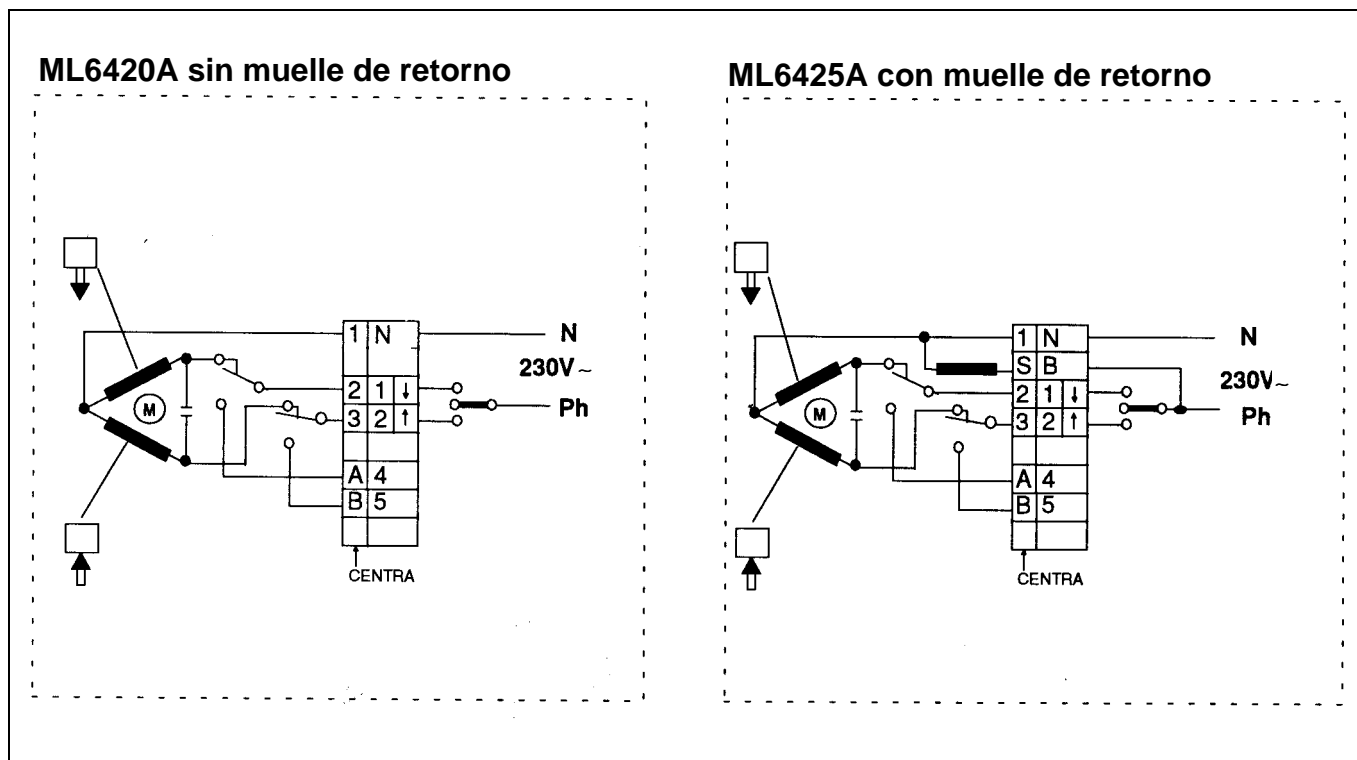 ML6420A sin muelle de retorno
1 N
N
230V~
2 1 ↓
Ph
3 2 ↑
M
A 4
B 5
CENTRA
ML6425A con muelle de retorno
1 N
N
S B
230V~
2 1 ↓
Ph
3 2 ↑
M
A 4
B 5
CENTRA